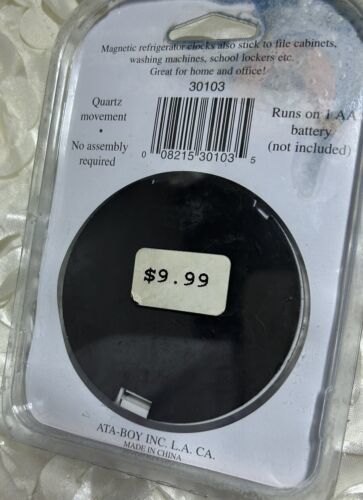 Magnetic refrigerator clocks also stick to file cabinets,
washing machines, school lockers etc.
Great for home and office!
30103
Quartz
movement
•
No assembly
required
Runs on 1 AA
battery
(not included)
0 08215 30103 5
$9.99
ATA-BOY INC. L.A. CA.
MADE IN CHINA